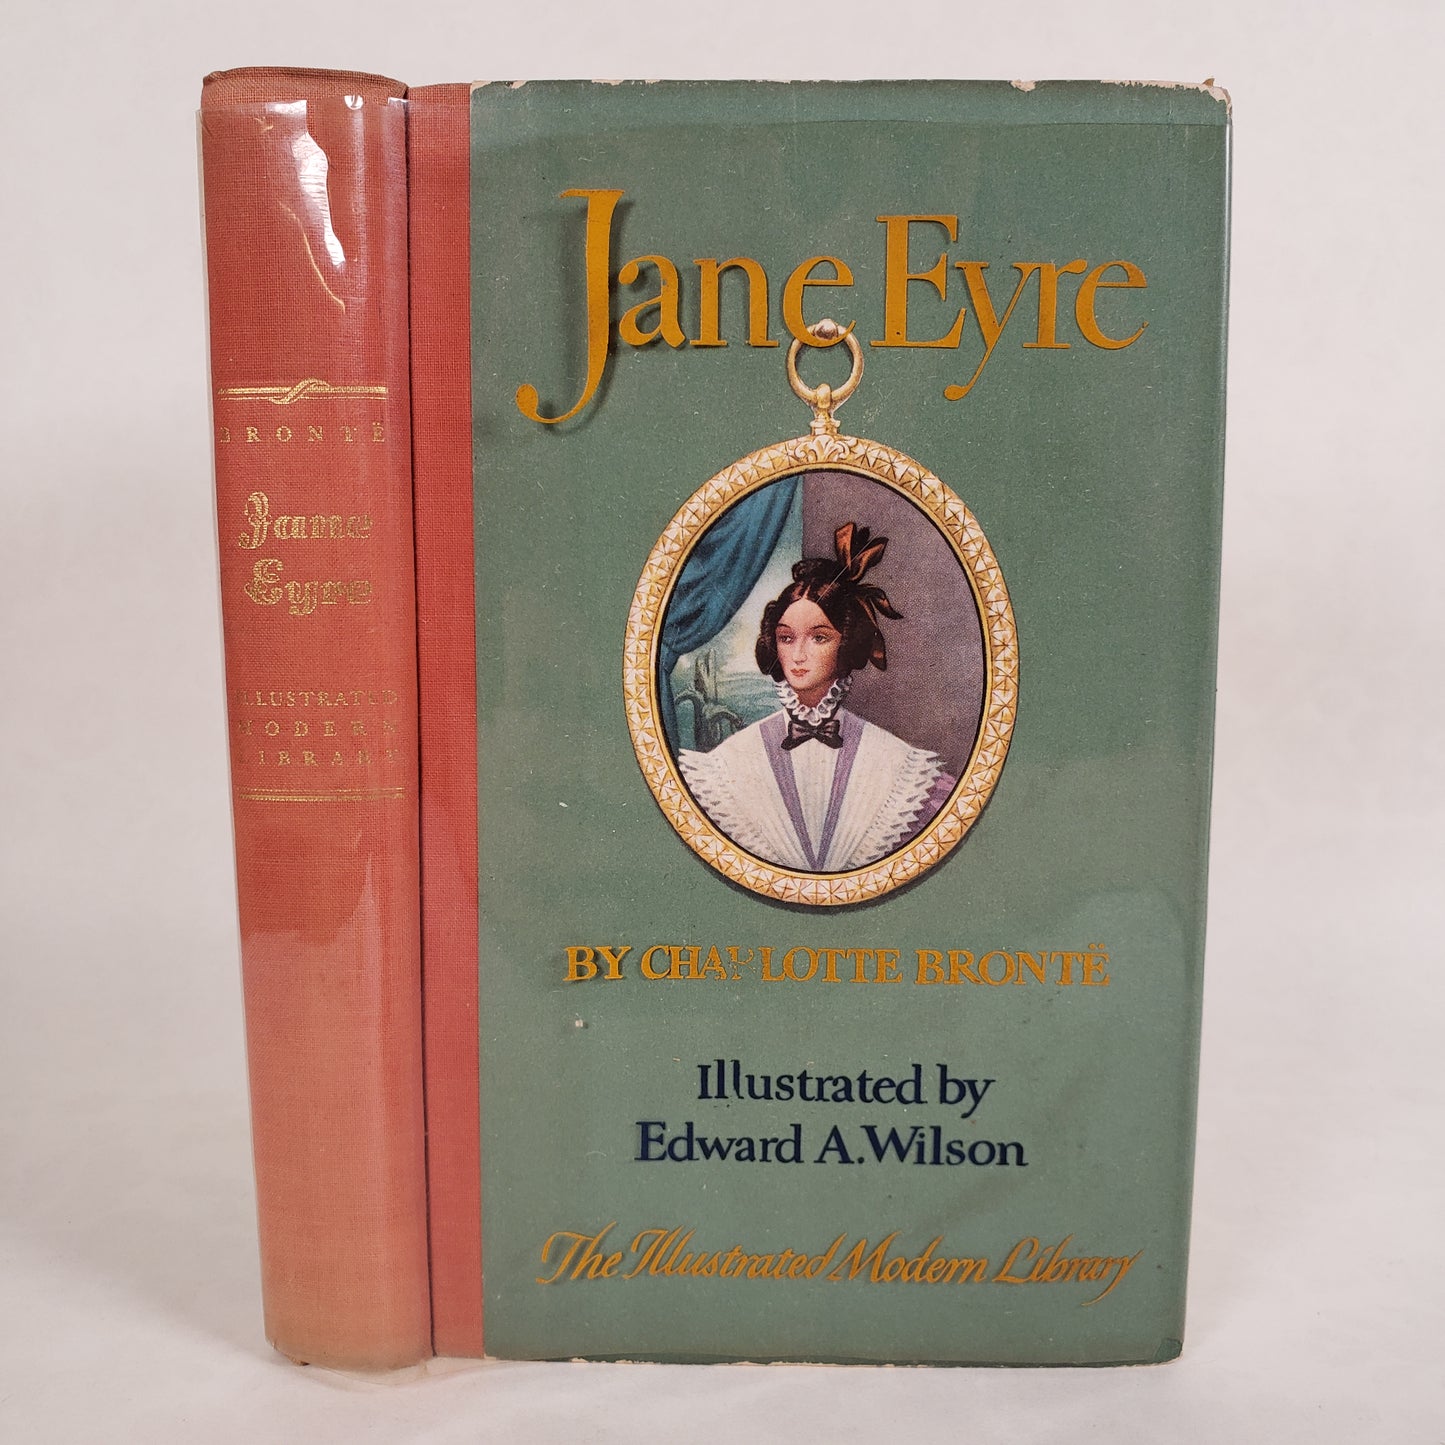 BRONTË
Jane
Eyre
ILLUSTRATED
MODERN
LIBRARY
Jane Eyre
BY CHARLOTTE BRONTË
Illustrated by
Edward A. Wilson
The Illustrated Modern Library